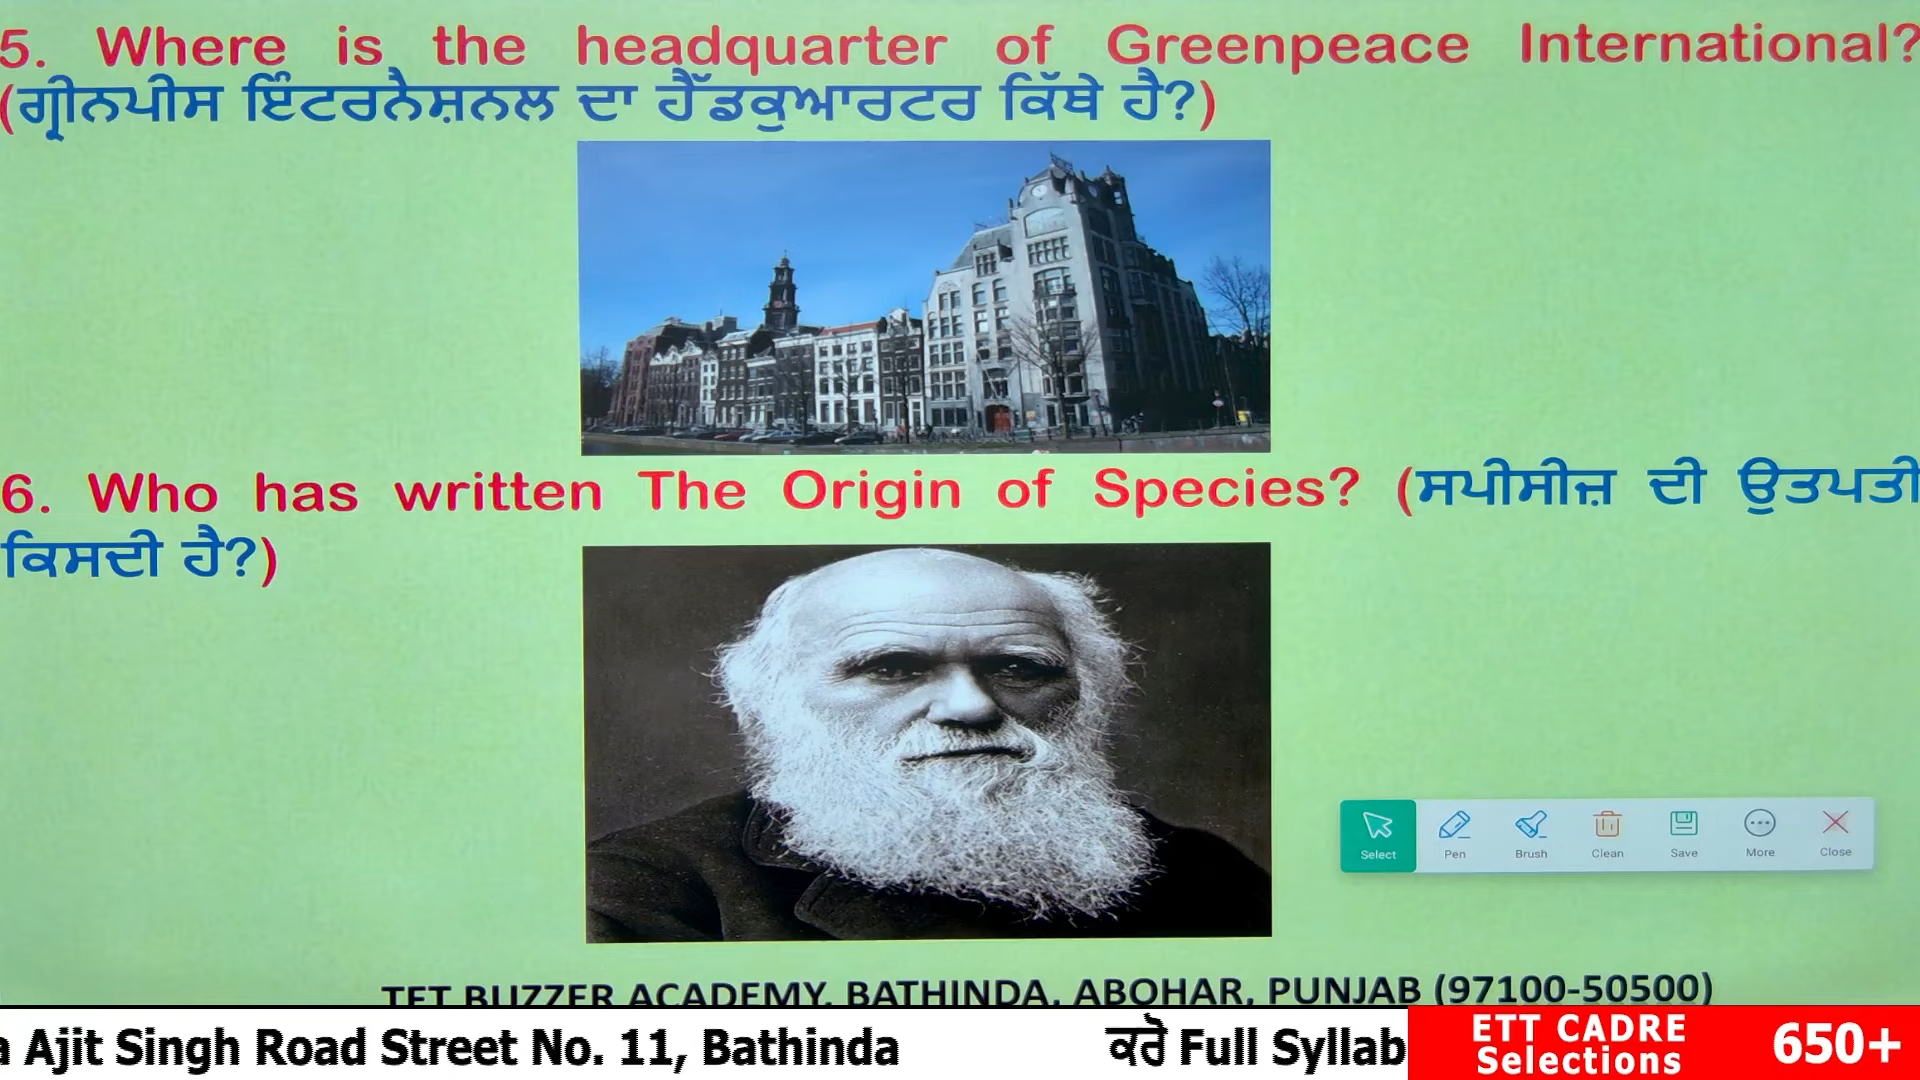 5. Where is the headquarter of Greenpeace International?
(ਗ੍ਰੀਨਪੀਸ ਇੰਟਰਨੈਸ਼ਨਲ ਦਾ ਹੈੱਡਕੁਆਰਟਰ ਕਿੱਥੇ ਹੈ?)
6. Who has written The Origin of Species? (ਸਪੀਸੀਜ਼ ਦੀ ਉਤਪਤੀ
ਕਿਸਦੀ ਹੈ?)
Select Pen Brush Clean Save More Close
TET BUZZER ACADEMY, BATHINDA, ABOHAR, PUNJAB (97100-50500)
a Ajit Singh Road Street No. 11, Bathinda ਕਰੋ Full Syllab
ETT CADRE
Selections
650+